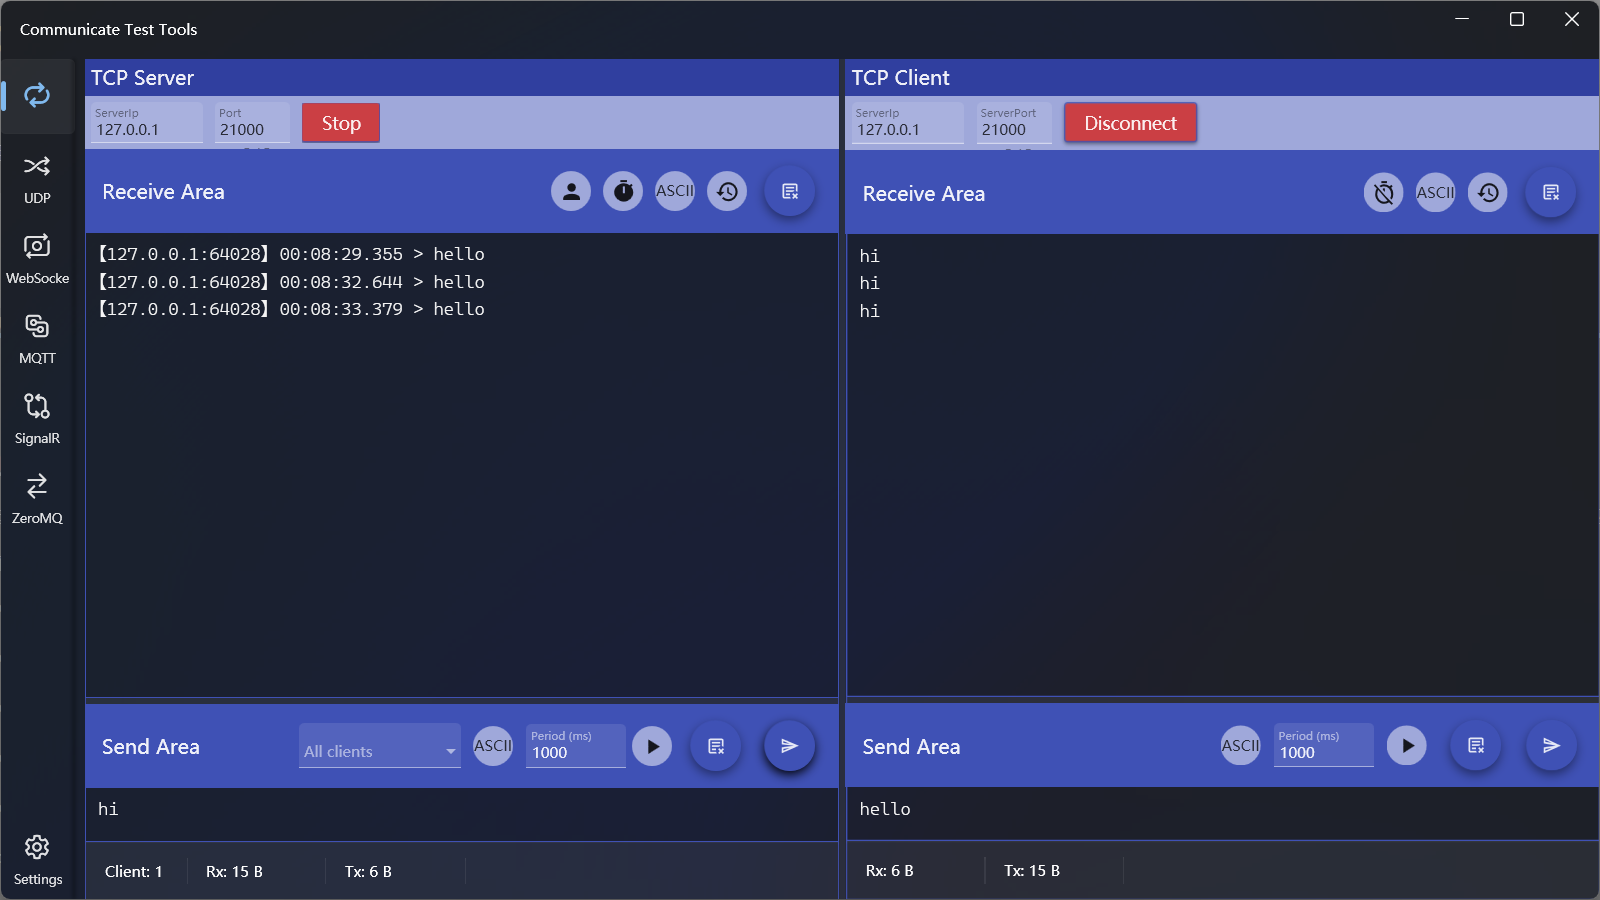 Communicate Test Tools
UDP
WebSocke
MQTT
SignalR
ZeroMQ
Settings
TCP Server
ServerIp
127.0.0.1
Port
21000
Stop
Receive Area
ASCII
【127.0.0.1:64028】00:08:29.355 > hello
【127.0.0.1:64028】00:08:32.644 > hello
【127.0.0.1:64028】00:08:33.379 > hello
Send Area
All clients
ASCII
Period (ms)
1000
hi
Client: 1
Rx: 15 B
Tx: 6 B
TCP Client
ServerIp
127.0.0.1
ServerPort
21000
Disconnect
Receive Area
ASCII
hi
hi
hi
Send Area
ASCII
Period (ms)
1000
hello
Rx: 6 B
Tx: 15 B